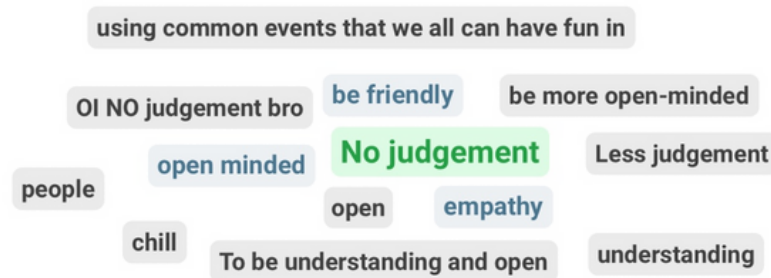 using common events that we all can have fun in
be friendly
be more open-minded
OI NO judgement bro
No judgement
Less judgement
open minded
people
open
empathy
chill
To be understanding and open
understanding